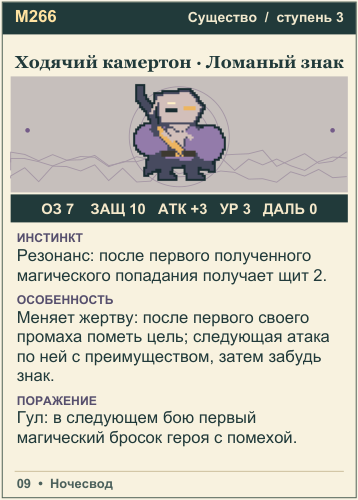 M266
Существо / ступень 3
Ходячий камертон · Ломаный знак
ОЗ 7 ЗАЩ 10 АТК +3 УР 3 ДАЛЬ 0
ИНСТИНКТ
Резонанс: после первого полученного
магического попадания получает щит 2.
ОСОБЕННОСТЬ
Меняет жертву: после первого своего
промаха пометь цель; следующая атака
по ней с преимуществом, затем забудь
знак.
ПОРАЖЕНИЕ
Гул: в следующем бою первый
магический бросок героя с помехой.
09 • Ночесвод